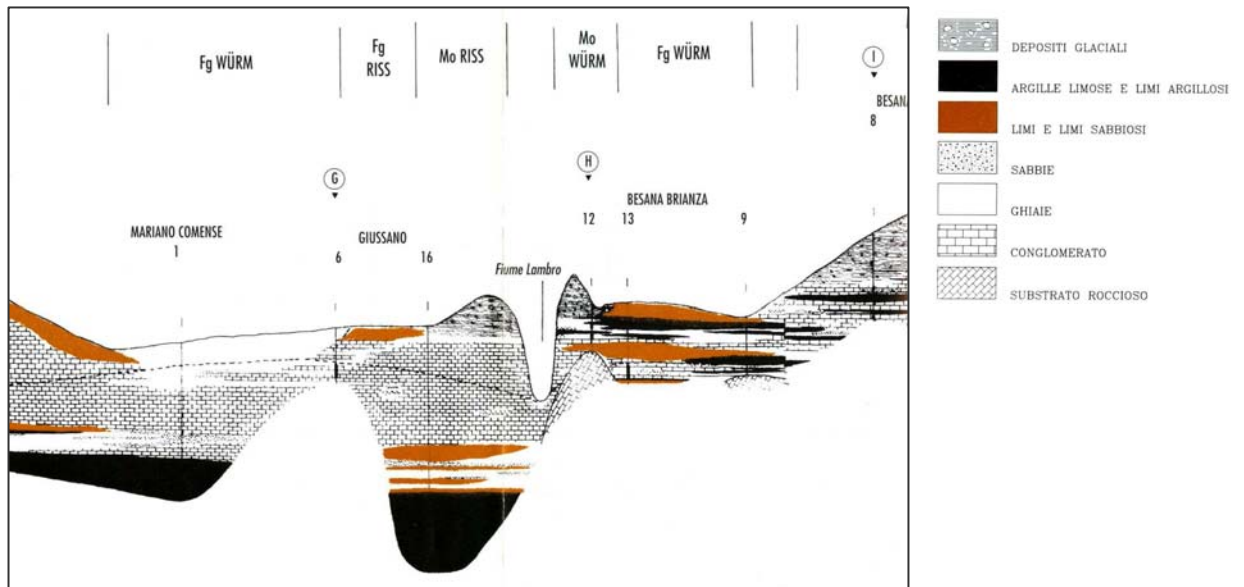 Fg WÜRM
Fg
RISS
Mo RISS
Mo
WÜRM
Fg WÜRM
I
BESANA
8
G
H
MARIANO COMENSE
1
6
GIUSSANO
16
Fiume Lambro
BESANA BRIANZA
12
13
9
DEPOSITI GLACIALI
ARGILLE LIMOSE E LIMI ARGILLOSI
LIMI E LIMI SABBIOSI
SABBIE
GHIAIE
CONGLOMERATO
SUBSTRATO ROCCIOSO